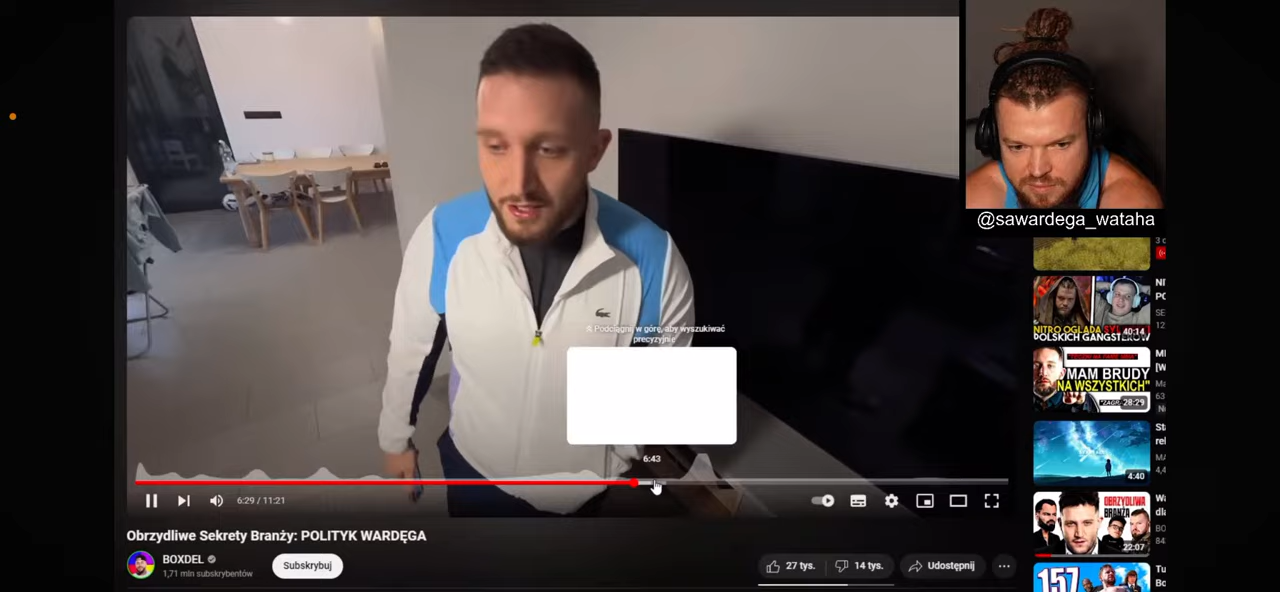 @sawardega_wataha
Podciągnij w górę, aby wyszukiwać
precyzyjnie
6:43
6:29 / 11:21
Obrzydliwe Sekrety Branży: POLITYK WARDĘGA
BOXDEL
1,71 mln subskrybentów
Subskrybuj
27 tys.
14 tys.
Udostępnij
...
NITRO OGLĄDA
POLSKICH GANGSTERÓW
40:14
MAM BRUDY
NA WSZYSTKICH"
28:29
4:40
OBRZYDLIWA
BRANŻA
22:07
157